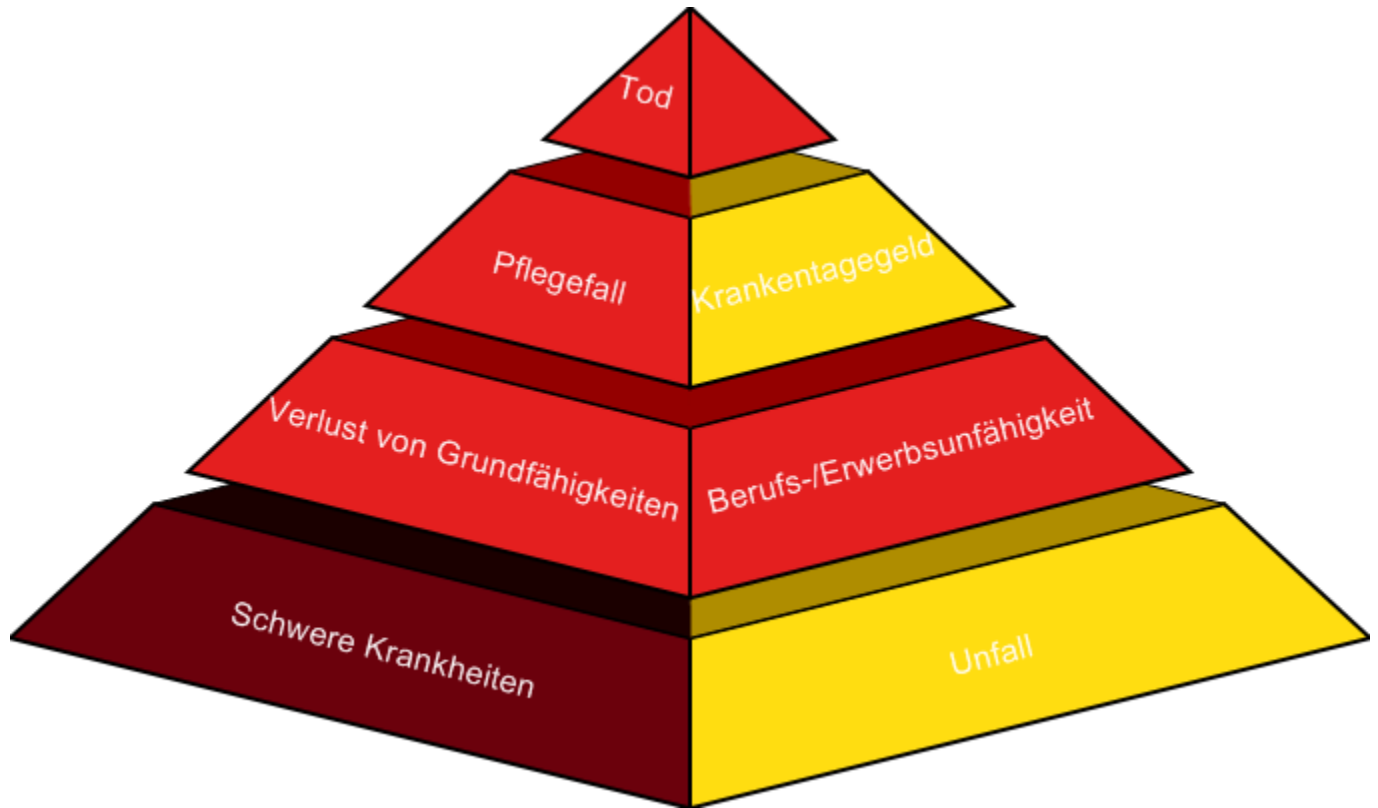 Tod
Pflegefall
Krankentagegeld
Verlust von Grundfähigkeiten
Berufs-/Erwerbsunfähigkeit
Schwere Krankheiten
Unfall